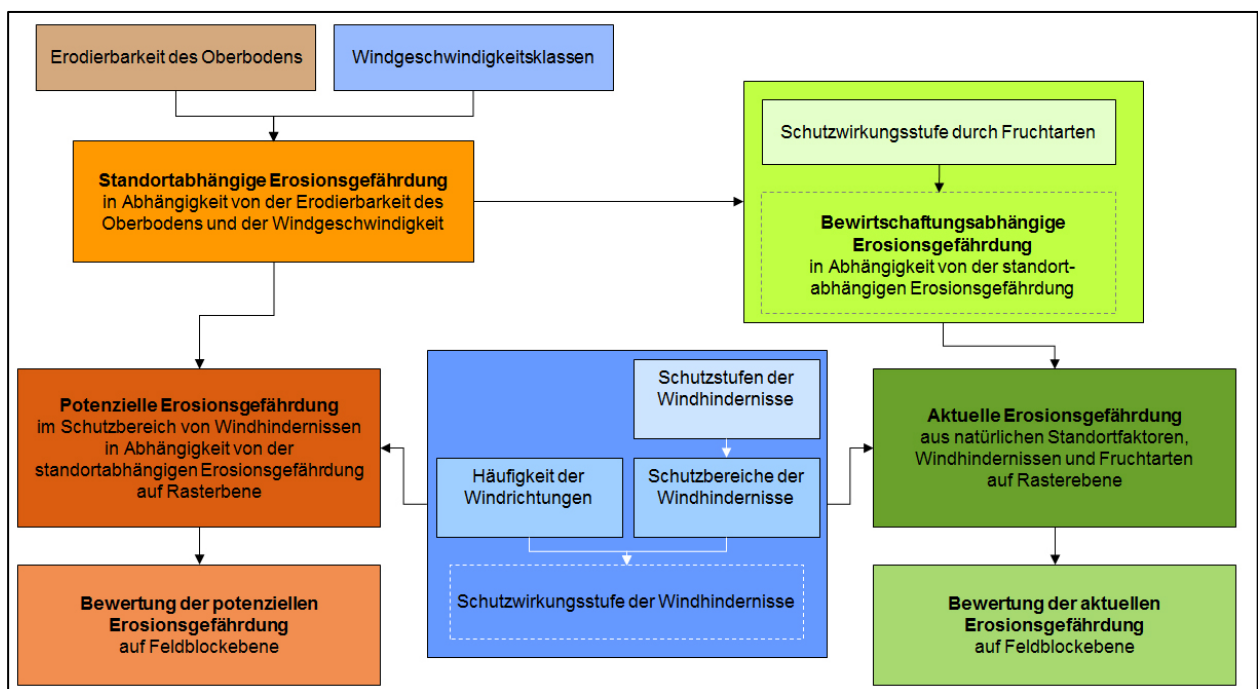 Erodierbarkeit des Oberbodens
Windgeschwindigkeitsklassen
Schutzwirkungsstufe durch Fruchtarten
Standortabhängige Erosionsgefährdung
in Abhängigkeit von der Erodierbarkeit des
Oberbodens und der Windgeschwindigkeit
Bewirtschaftungsabhängige
Erosionsgefährdung
in Abhängigkeit von der standort-
abhängigen Erosionsgefährdung
Potenzielle Erosionsgefährdung
im Schutzbereich von Windhindernissen
in Abhängigkeit von der
standortabhängigen Erosionsgefährdung
auf Rasterbene
Schutzstufen der
Windhindernisse
Häufigkeit der
Windrichtungen
Schutzbereiche der
Windhindernisse
Schutzwirkungsstufe der Windhindernisse
Aktuelle Erosionsgefährdung
aus natürlichen Standortfaktoren,
Windhindernissen und Fruchtarten
auf Rasterebene
Bewertung der potenziellen
Erosionsgefährdung
auf Feldblockebene
Bewertung der aktuellen
Erosionsgefährdung
auf Feldblockebene